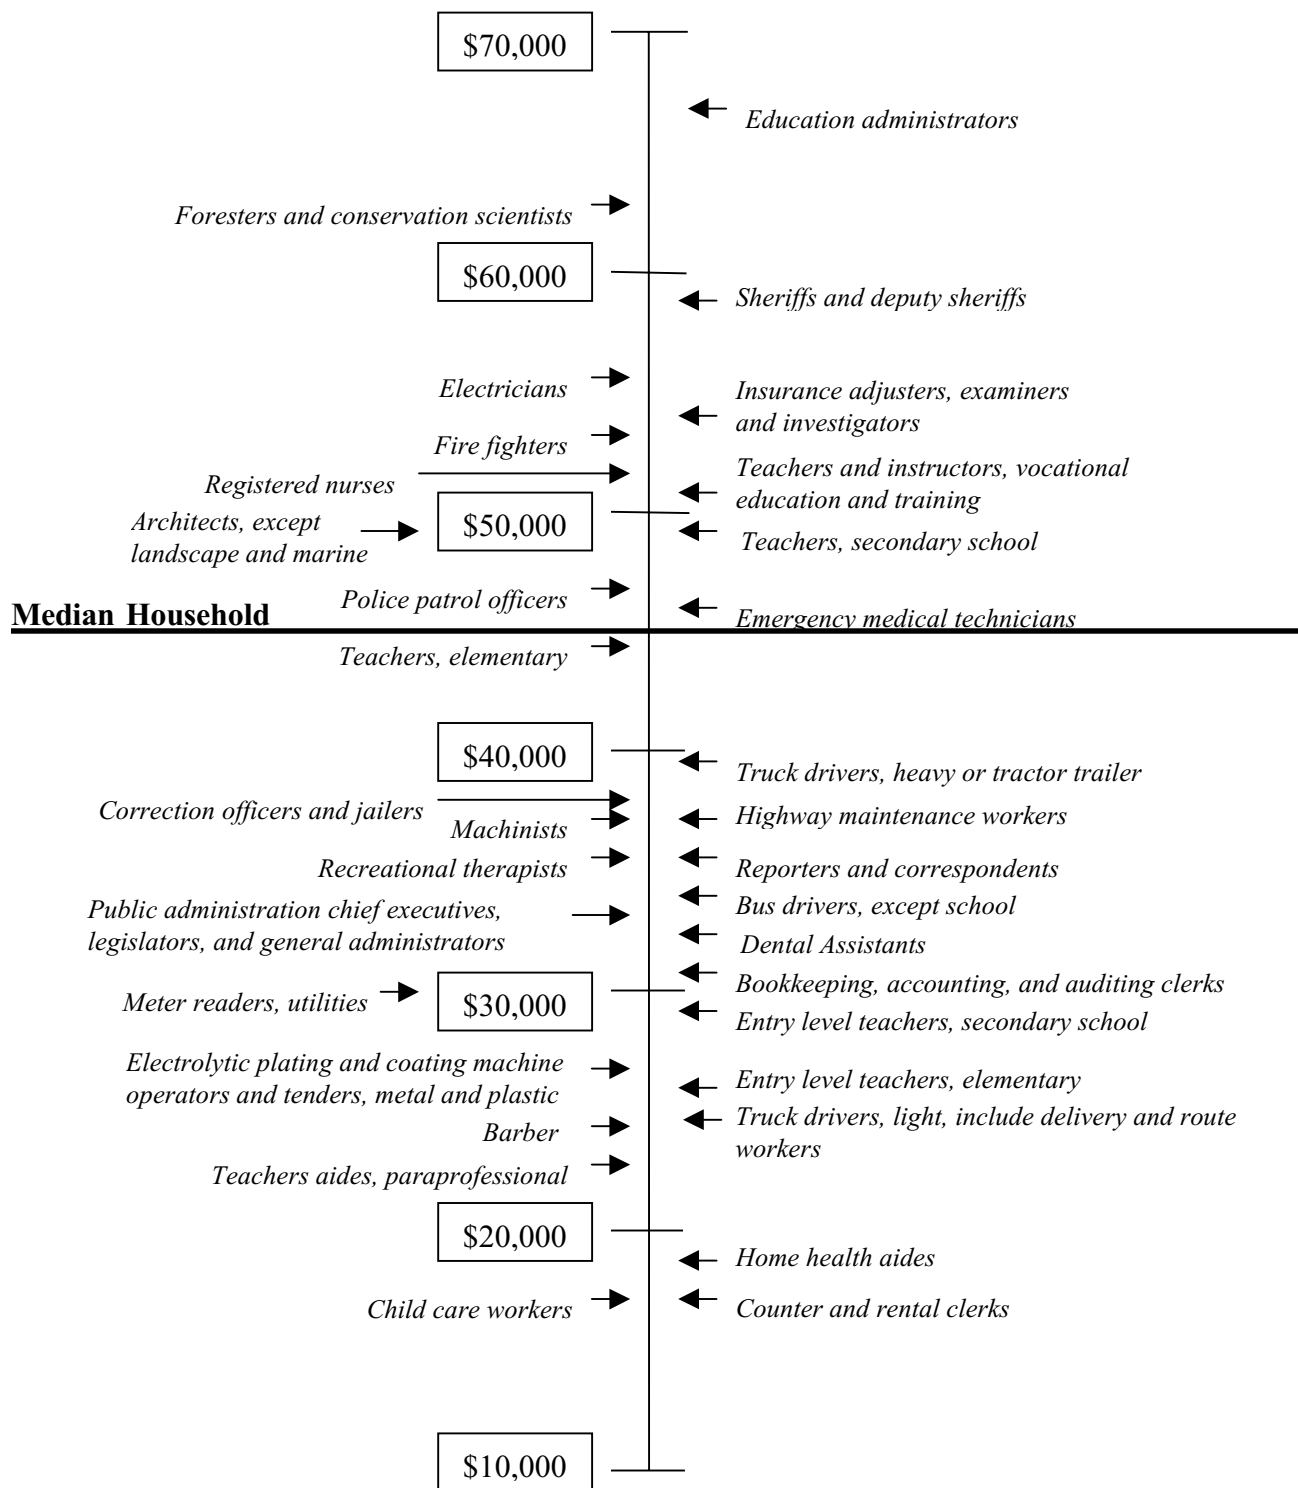 $70,000
Education administrators
Foresters and conservation scientists
$60,000
Sheriffs and deputy sheriffs
Electricians
Insurance adjusters, examiners
and investigators
Fire fighters
Registered nurses
Teachers and instructors, vocational
education and training
Architects, except
landscape and marine
$50,000
Teachers, secondary school
Police patrol officers
Median Household
Emergency medical technicians
Teachers, elementary
$40,000
Truck drivers, heavy or tractor trailer
Correction officers and jailers
Machinists
Highway maintenance workers
Recreational therapists
Reporters and correspondents
Public administration chief executives,
legislators, and general administrators
Bus drivers, except school
Dental Assistants
Meter readers, utilities
$30,000
Bookkeeping, accounting, and auditing clerks
Entry level teachers, secondary school
Electrolytic plating and coating machine
operators and tenders, metal and plastic
Entry level teachers, elementary
Barber
Truck drivers, light, include delivery and route
workers
Teachers aides, paraprofessional
$20,000
Home health aides
Child care workers
Counter and rental clerks
$10,000